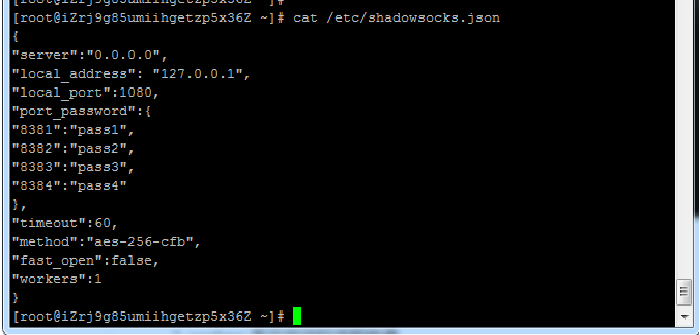 [root@iZrj9g85umiihgetzp5x36Z ~]#
[root@iZrj9g85umiihgetzp5x36Z ~]# cat /etc/shadowsocks.json
{
"server":"0.0.0.0",
"local_address": "127.0.0.1",
"local_port":1080,
"port_password":{
"8381":"pass1",
"8382":"pass2",
"8383":"pass3",
"8384":"pass4"
},
"timeout":60,
"method":"aes-256-cfb",
"fast_open":false,
"workers":1
}
[root@iZrj9g85umiihgetzp5x36Z ~]#